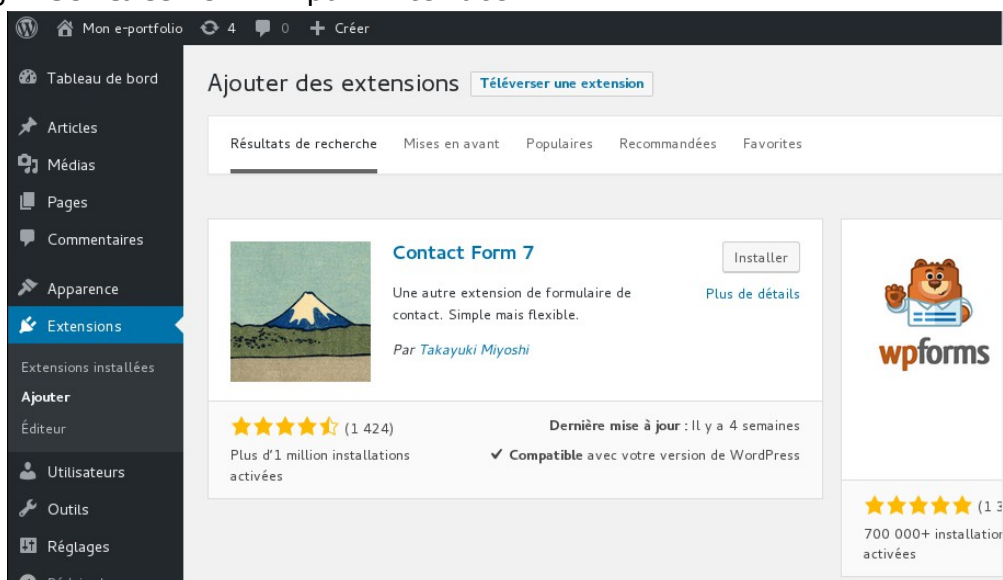 Mon e-portfolio 4 0 + Créer
Tableau de bord
Articles
Médias
Pages
Commentaires
Apparence
Extensions
Extensions installées
Ajouter
Éditeur
Utilisateurs
Outils
Réglages
Ajouter des extensions Téléverser une extension
Résultats de recherche Mises en avant Populaires Recommandées Favorites
Contact Form 7
Installer
Une autre extension de formulaire de
contact. Simple mais flexible.
Plus de détails
Par Takayuki Miyoshi
(1 424)
Plus d'1 million installations
activées
Dernière mise à jour : Il y a 4 semaines
Compatible avec votre version de WordPress
wpforms
(1 3
700 000+ installation
activées